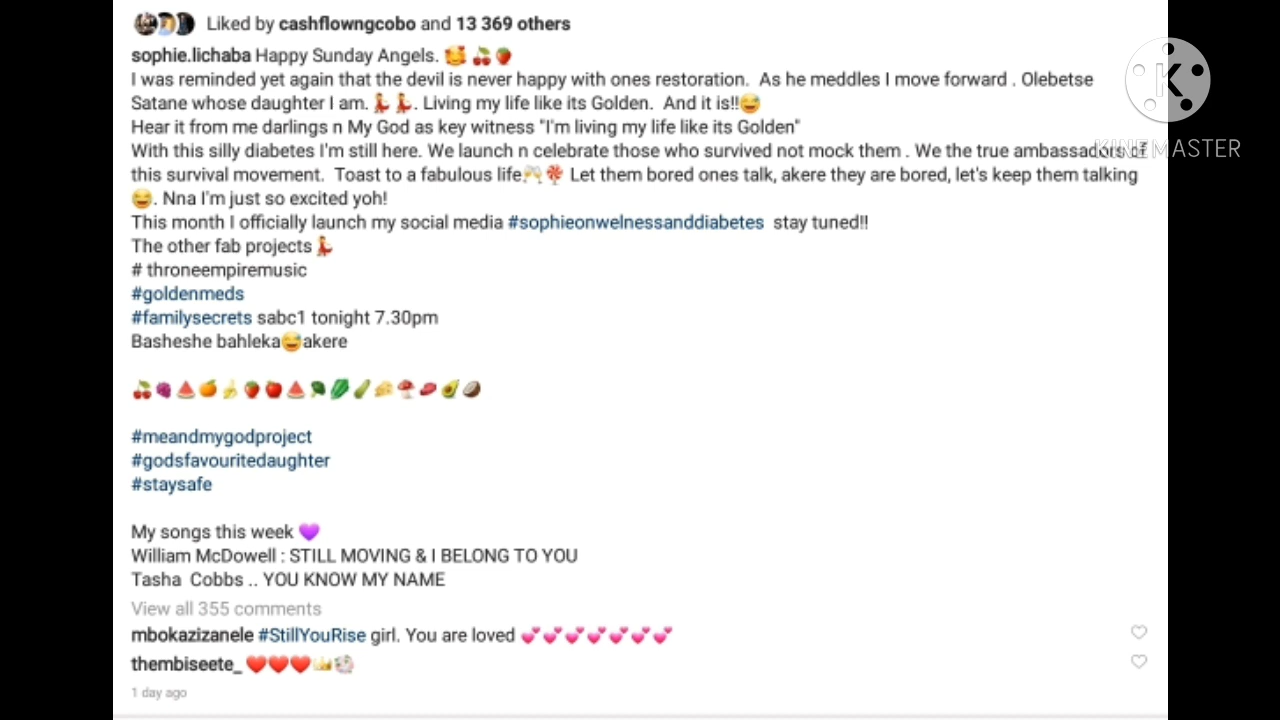 Liked by cashflowngcobo and 13 369 others
sophie.lichaba Happy Sunday Angels. 🥰🍒🍓
I was reminded yet again that the devil is never happy with ones restoration. As he meddles I move forward . Olebetse
Satane whose daughter I am.💃💃. Living my life like its Golden. And it is!!😅
Hear it from me darlings n My God as key witness "I'm living my life like its Golden"
With this silly diabetes I'm still here. We launch n celebrate those who survived not mock them . We the true ambassadors of
this survival movement. Toast to a fabulous life🥂🍭 Let them bored ones talk, akere they are bored, let's keep them talking
😅. Nna I'm just so excited yoh!
This month I officially launch my social media #sophieonwelnessanddiabetes stay tuned!!
The other fab projects💃
# throneempiremusic
#goldenmeds
#familysecrets sabc1 tonight 7.30pm
Basheshe bahleka😅akere
🍒🍇🍉🍊🍌🍓🍎🍉🥦🥬🥒🧀🍄🥩🥑🥥
#meandmygodproject
#godsfavouritedaughter
#staysafe
My songs this week 💜
William McDowell : STILL MOVING & I BELONG TO YOU
Tasha Cobbs .. YOU KNOW MY NAME
View all 355 comments
mbokazizanele #StillYouRise girl. You are loved 💕💕💕💕💕💕💕
thembiseete_ ❤️❤️❤️
1 day ago
K
KINEMASTER